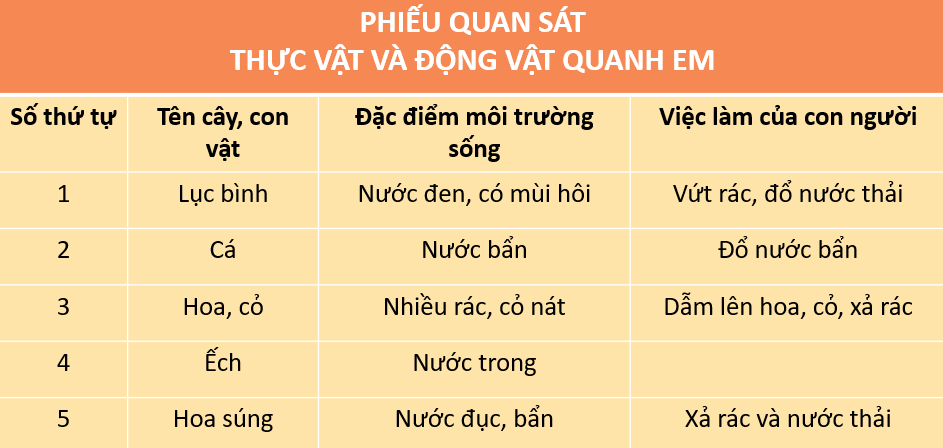 PHIẾU QUAN SÁT
THỰC VẬT VÀ ĐỘNG VẬT QUANH EM
Số thứ tự Tên cây, con vật Đặc điểm môi trường sống Việc làm của con người
1 Lục bình Nước đen, có mùi hôi Vứt rác, đổ nước thải
2 Cá Nước bẩn Đổ nước bẩn
3 Hoa, cỏ Nhiều rác, cỏ nát Dẫm lên hoa, cỏ, xả rác
4 Ếch Nước trong
5 Hoa súng Nước đục, bẩn Xả rác và nước thải